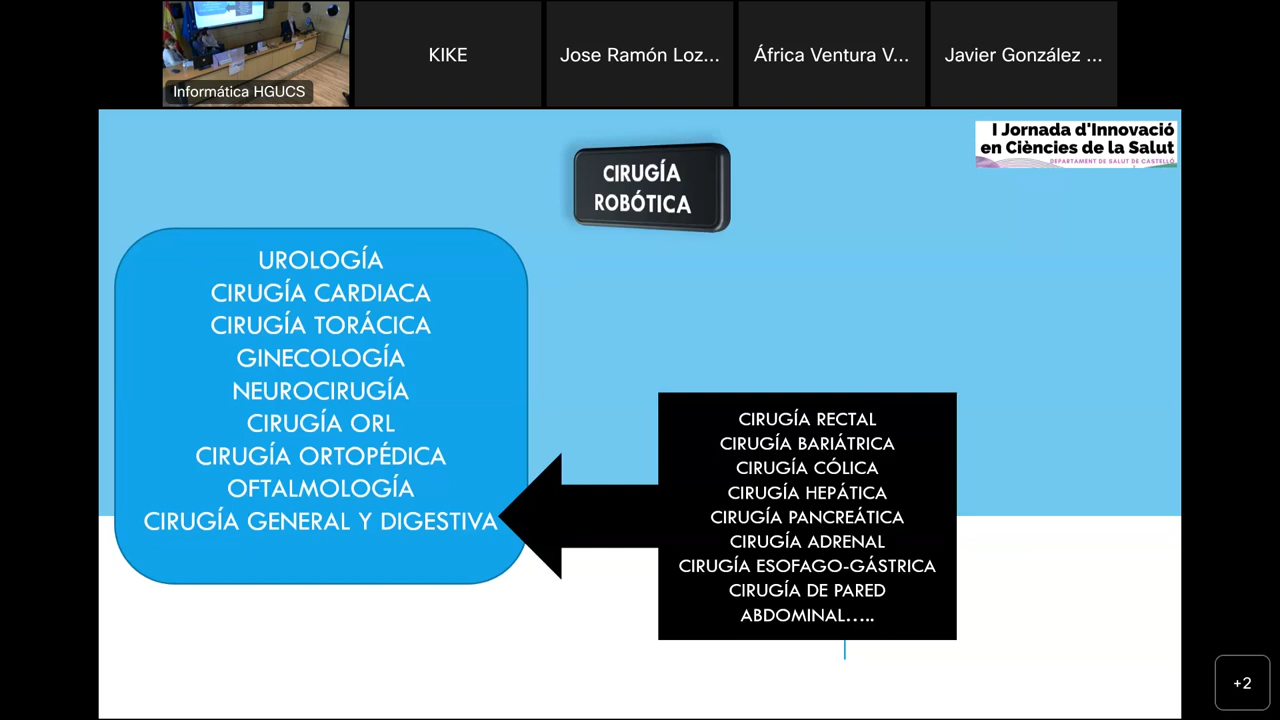 Informática HGUCS
KIKE
Jose Ramón Loz...
África Ventura V...
Javier González ...
I Jornada d'Innovació
en Ciències de la Salut
DEPARTAMENT DE SALUT DE CASTELLÓ
CIRUGÍA
ROBÓTICA
UROLOGÍA
CIRUGÍA CARDIACA
CIRUGÍA TORÁCICA
GINECOLOGÍA
NEUROCIRUGÍA
CIRUGÍA ORL
CIRUGÍA ORTOPÉDICA
OFTALMOLOGÍA
CIRUGÍA GENERAL Y DIGESTIVA
CIRUGÍA RECTAL
CIRUGÍA BARIÁTRICA
CIRUGÍA CÓLICA
CIRUGÍA HEPÁTICA
CIRUGÍA PANCREÁTICA
CIRUGÍA ADRENAL
CIRUGÍA ESOFAGO-GÁSTRICA
CIRUGÍA DE PARED
ABDOMINAL.....
+2